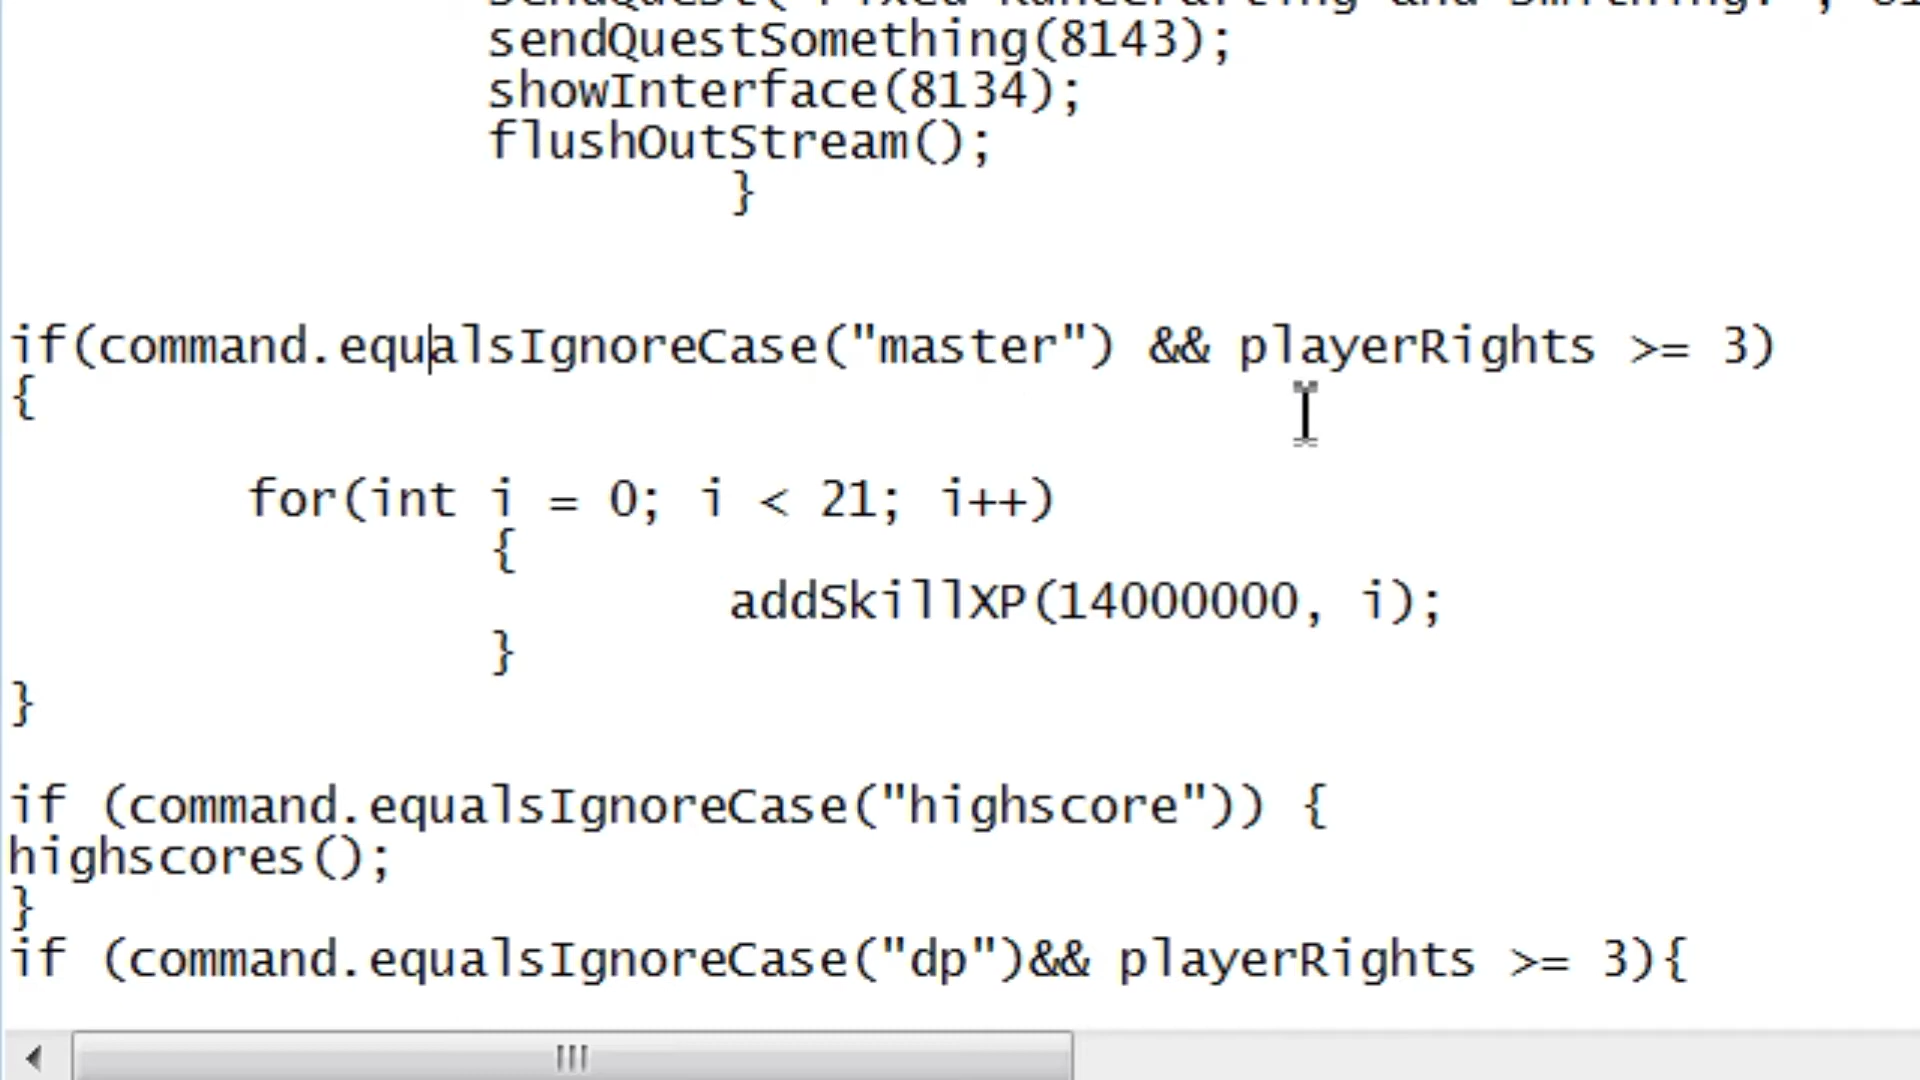 sendQuestSomething(8143);
showInterface(8134);
flushOutStream();
}
if(command.equalsIgnoreCase("master") && playerRights >= 3)
{
for(int i = 0; i < 21; i++)
{
addSkillXP(14000000, i);
}
}
if (command.equalsIgnoreCase("highscore")) {
highscores();
}
if (command.equalsIgnoreCase("dp")&& playerRights >= 3){